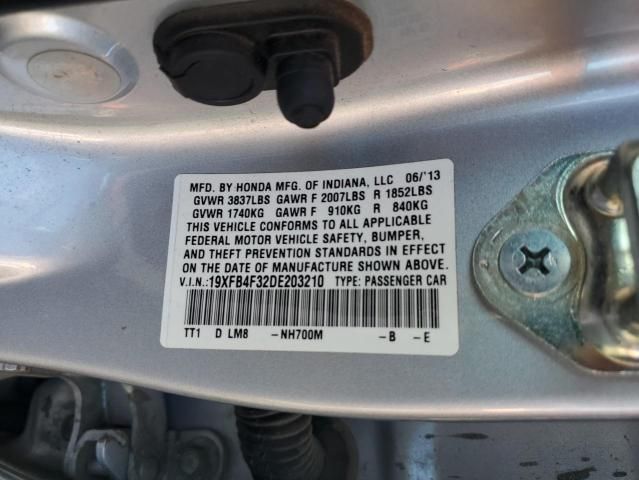 MFD. BY HONDA MFG. OF INDIANA, LLC 06/'13
GVWR 3837LBS GAWR F 2007LBS R 1852LBS
GVWR 1740KG GAWR F 910KG R 840KG
THIS VEHICLE CONFORMS TO ALL APPLICABLE
FEDERAL MOTOR VEHICLE SAFETY, BUMPER,
AND THEFT PREVENTION STANDARDS IN EFFECT
ON THE DATE OF MANUFACTURE SHOWN ABOVE.
V.I.N.: 19XFB4F32DE203210 TYPE: PASSENGER CAR
TT1 D LM8 -NH700M -B -E